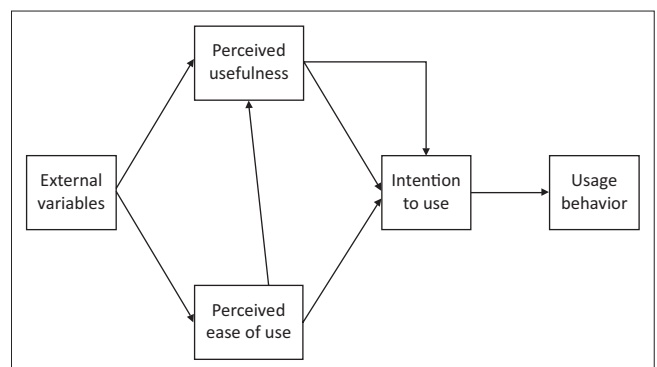 Perceived
usefulness
External
variables
Intention
to use
Usage
behavior
Perceived
ease of use